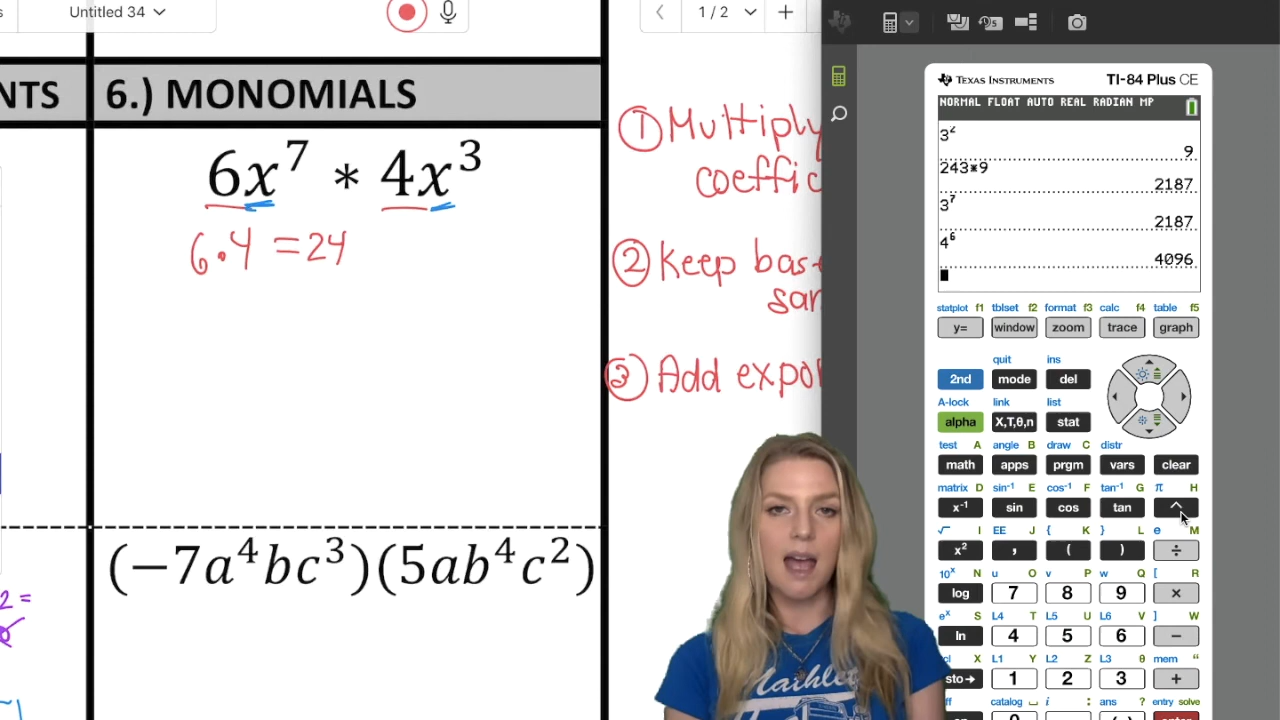 Untitled 34
1 / 2
NTS
6.) MONOMIALS
6x⁷ * 4x³
6·4 = 24
(−7a⁴bc³)(5ab⁴c²)
2 =
① Multiply
coeffic
② Keep bas
sam
③ Add expo
Mathlete
TEXAS INSTRUMENTS TI-84 Plus CE
NORMAL FLOAT AUTO REAL RADIAN MP
3²
9
243*9
2187
3⁷
2187
4⁶
4096
statplot f1 tblset f2 format f3 calc f4 table f5
y= window zoom trace graph
quit ins
2nd mode del
A-lock link list
alpha X,T,θ,n stat
test A angle B draw C distr
math apps prgm vars clear
matrix D sin⁻¹ E cos⁻¹ F tan⁻¹ G π H
x⁻¹ sin cos tan ^
√ I EE J { K } L e M
x² , ( ) ÷
10ˣ N u O v P w Q [ R
log 7 8 9 ×
eˣ S L4 T L5 U L6 V ] W
ln 4 5 6 −
cl X L1 Y L2 Z L3 θ mem "
sto→ 1 2 3 +
ff catalog i : ans ? entry solve